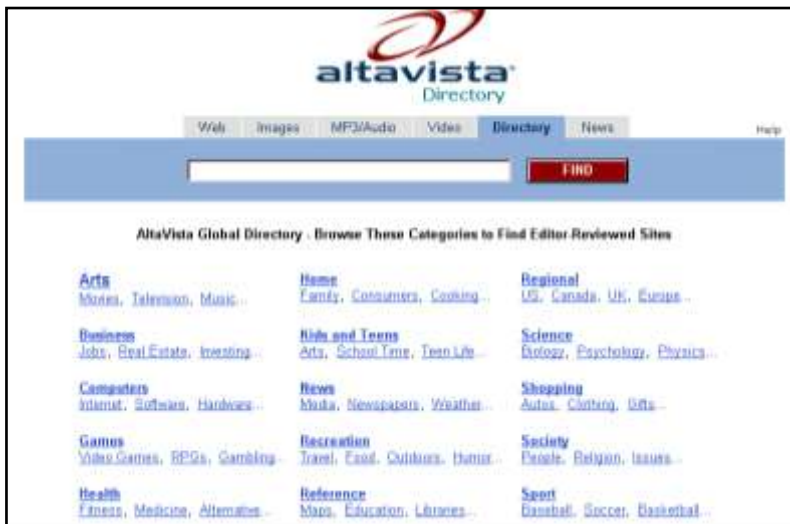 altavista
Directory
Web Images MP3/Audio Video Directory News Help
FIND
AltaVista Global Directory - Browse These Categories to Find Editor-Reviewed Sites
Arts
Movies, Television, Music...
Home
Family, Consumers, Cooking...
Regional
US, Canada, UK, Europe...
Business
Jobs, Real Estate, Investing...
Kids and Teens
Arts, School Time, Teen Life...
Science
Biology, Psychology, Physics...
Computers
Internet, Software, Hardware...
News
Media, Newspapers, Weather...
Shopping
Autos, Clothing, Gifts...
Games
Video Games, RPGs, Gambling...
Recreation
Travel, Food, Outdoors, Humor...
Society
People, Religion, Issues...
Health
Fitness, Medicine, Alternative...
Reference
Maps, Education, Libraries...
Sport
Baseball, Soccer, Basketball...